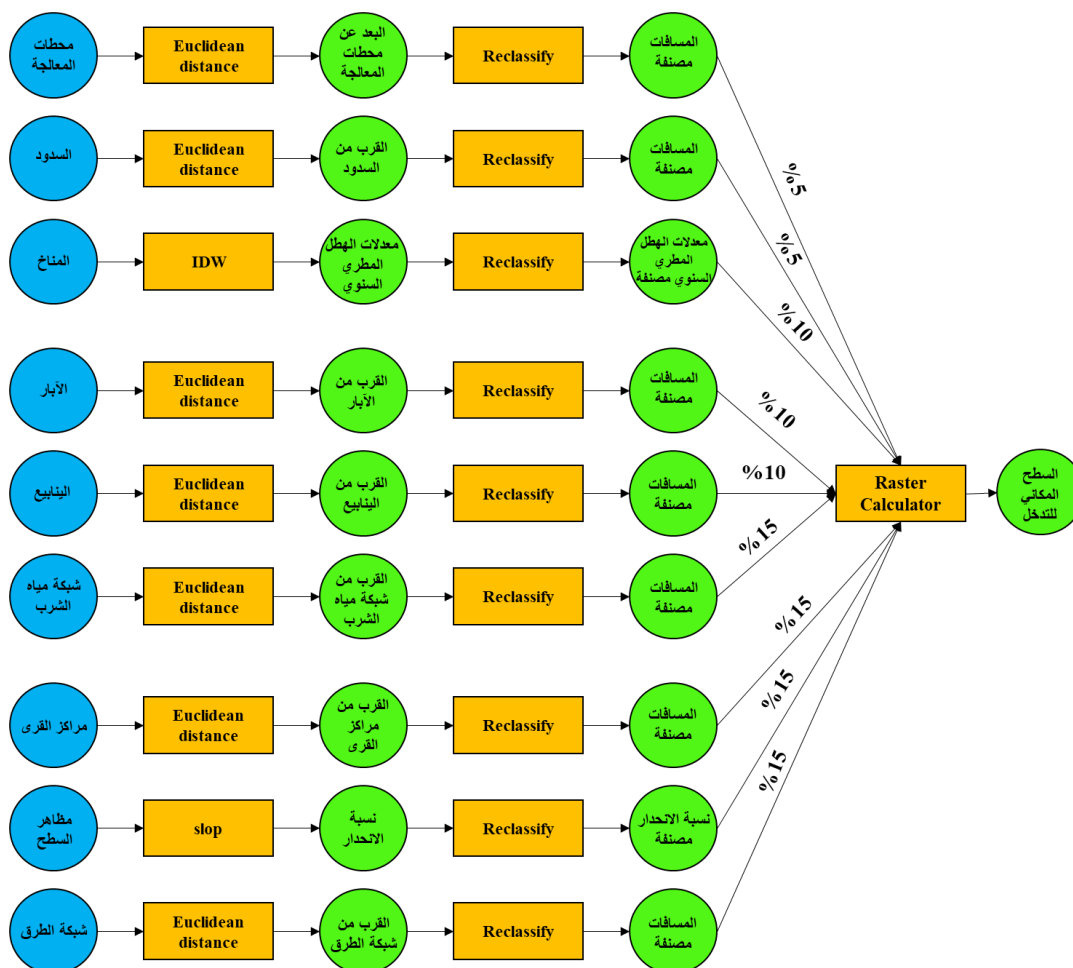 محطات
المعالجة
Euclidean
distance
البعد عن
محطات
المعالجة
Reclassify
المسافات
مصنفة
%5
السدود
Euclidean
distance
القرب من
السدود
Reclassify
المسافات
مصنفة
%5
المناخ
IDW
معدلات الهطل
المطري
السنوي
Reclassify
معدلات الهطل
المطري
السنوي مصنفة
%10
الآبار
Euclidean
distance
القرب من
الآبار
Reclassify
المسافات
مصنفة
%10
الينابيع
Euclidean
distance
القرب من
الينابيع
Reclassify
المسافات
مصنفة
%10
شبكة مياه
الشرب
Euclidean
distance
القرب من
شبكة مياه
الشرب
Reclassify
المسافات
مصنفة
%15
مراكز القرى
Euclidean
distance
القرب من
مراكز
القرى
Reclassify
المسافات
مصنفة
%15
مظاهر
السطح
slop
نسبة
الانحدار
Reclassify
نسبة الانحدار
مصنفة
%15
شبكة الطرق
Euclidean
distance
القرب من
شبكة الطرق
Reclassify
المسافات
مصنفة
%15
Raster
Calculator
السطح
المكاني
للتدخل